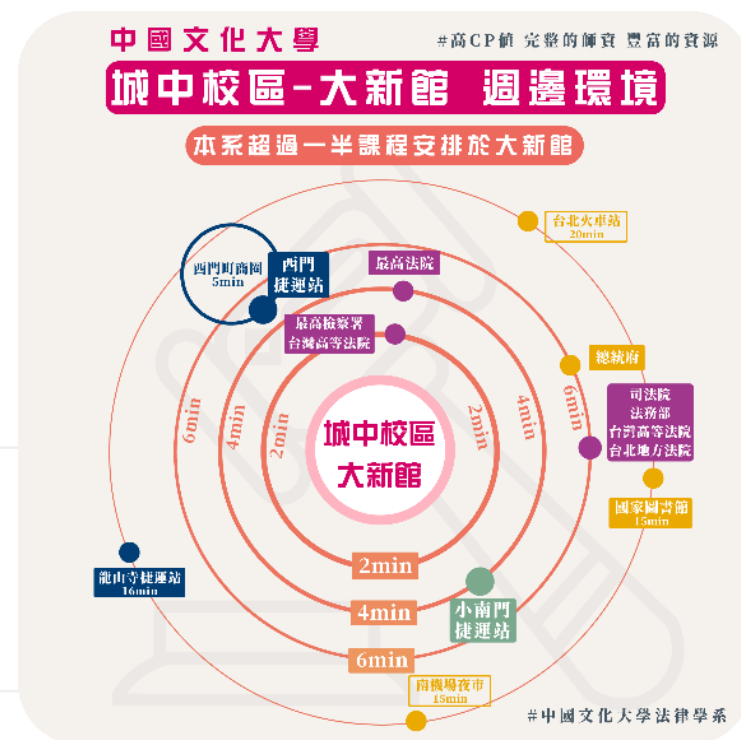 中國文化大學
#高CP值 完整的師資 豐富的資源
城中校區-大新館 週邊環境
本系超過一半課程安排於大新館
台北火車站
20min
西門町商圈
5min
西門
捷運站
最高法院
最高檢察署
台灣高等法院
總統府
6min
4min
2min
2min
4min
6min
司法院
法務部
台灣高等法院
台北地方法院
城中校區
大新館
國家圖書館
15min
龍山寺捷運站
16min
2min
4min
小南門
捷運站
6min
南機場夜市
15min
#中國文化大學法律學系